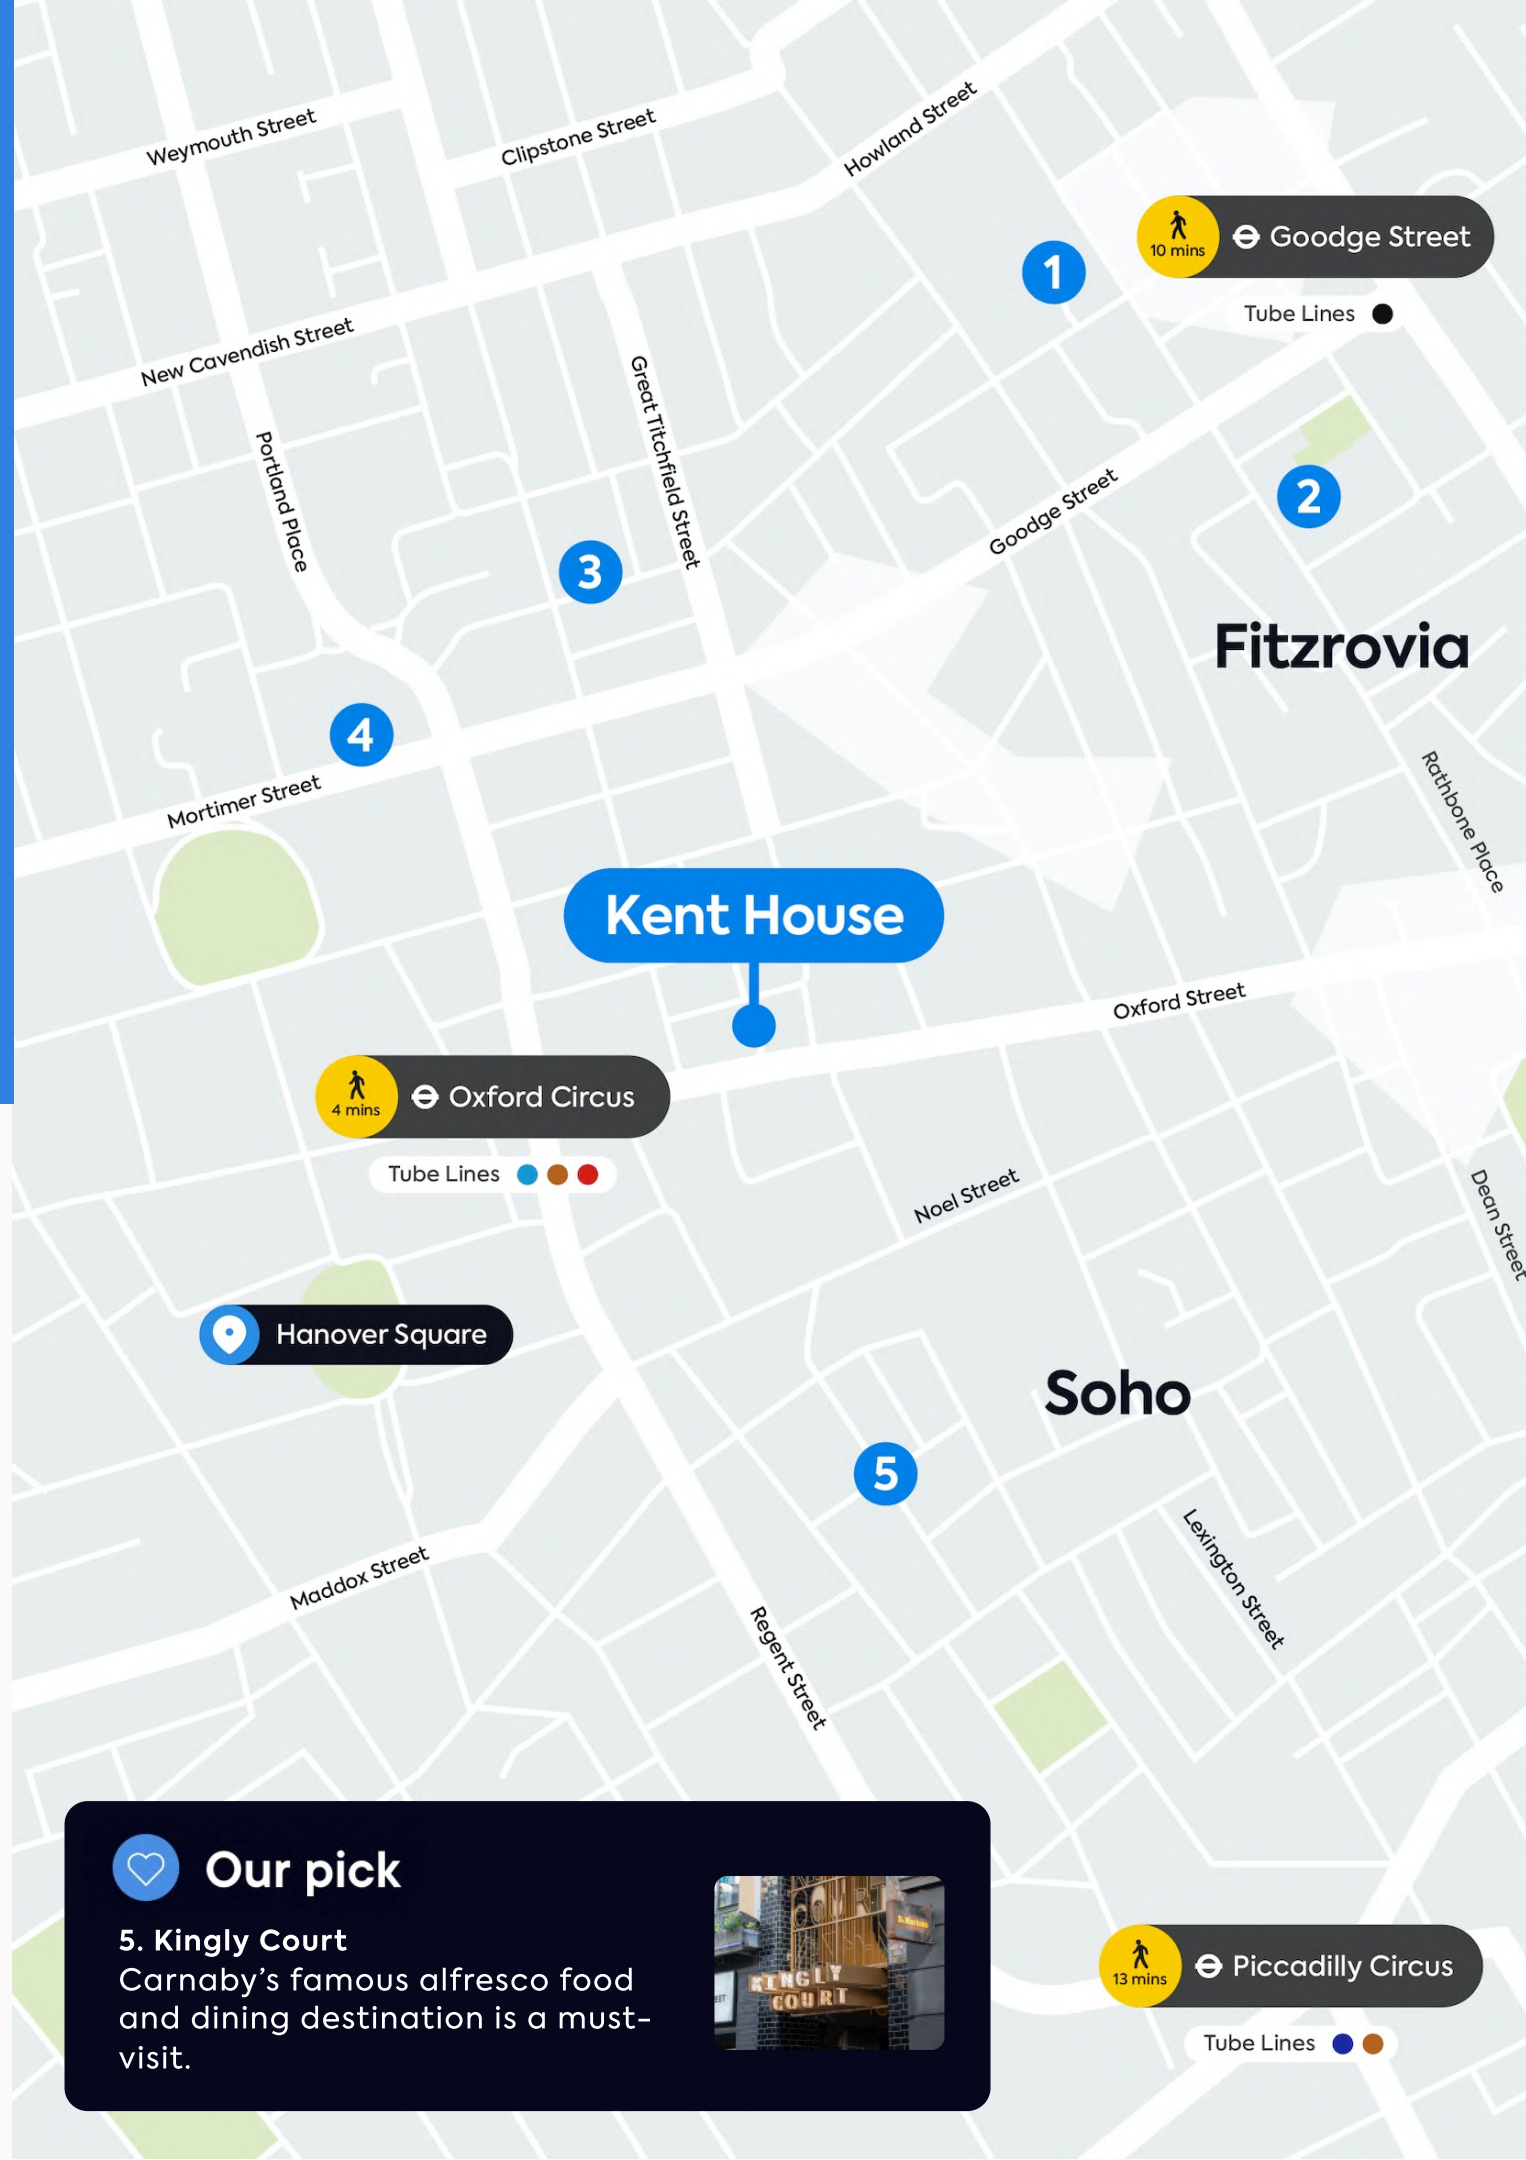 Weymouth Street
Clipstone Street
Howland Street
10 mins
Goodge Street
Tube Lines
1
New Cavendish Street
Great Titchfield Street
Portland Place
Goodge Street
2
3
Fitzrovia
4
Mortimer Street
Rathbone Place
Kent House
Oxford Street
4 mins
Oxford Circus
Tube Lines
Noel Street
Dean Street
Hanover Square
Soho
5
Lexington Street
Maddox Street
Regent Street
Our pick
5. Kingly Court
Carnaby’s famous alfresco food
and dining destination is a must-
visit.
COURT
KINGLY
COURT
13 mins
Piccadilly Circus
Tube Lines